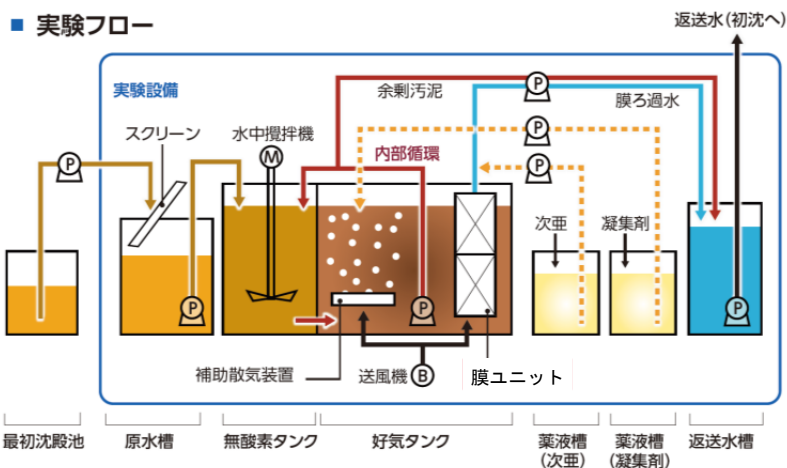 ■ 実験フロー
返送水(初沈へ)
実験設備
余剰汚泥
P
膜ろ過水
スクリーン
水中攪拌機
P
P
M
内部循環
P
次亜
凝集剤
P
P
P
補助散気装置
送風機
B
膜ユニット
最初沈殿池
原水槽
無酸素タンク
好気タンク
薬液槽
(次亜)
薬液槽
(凝集剤)
返送水槽